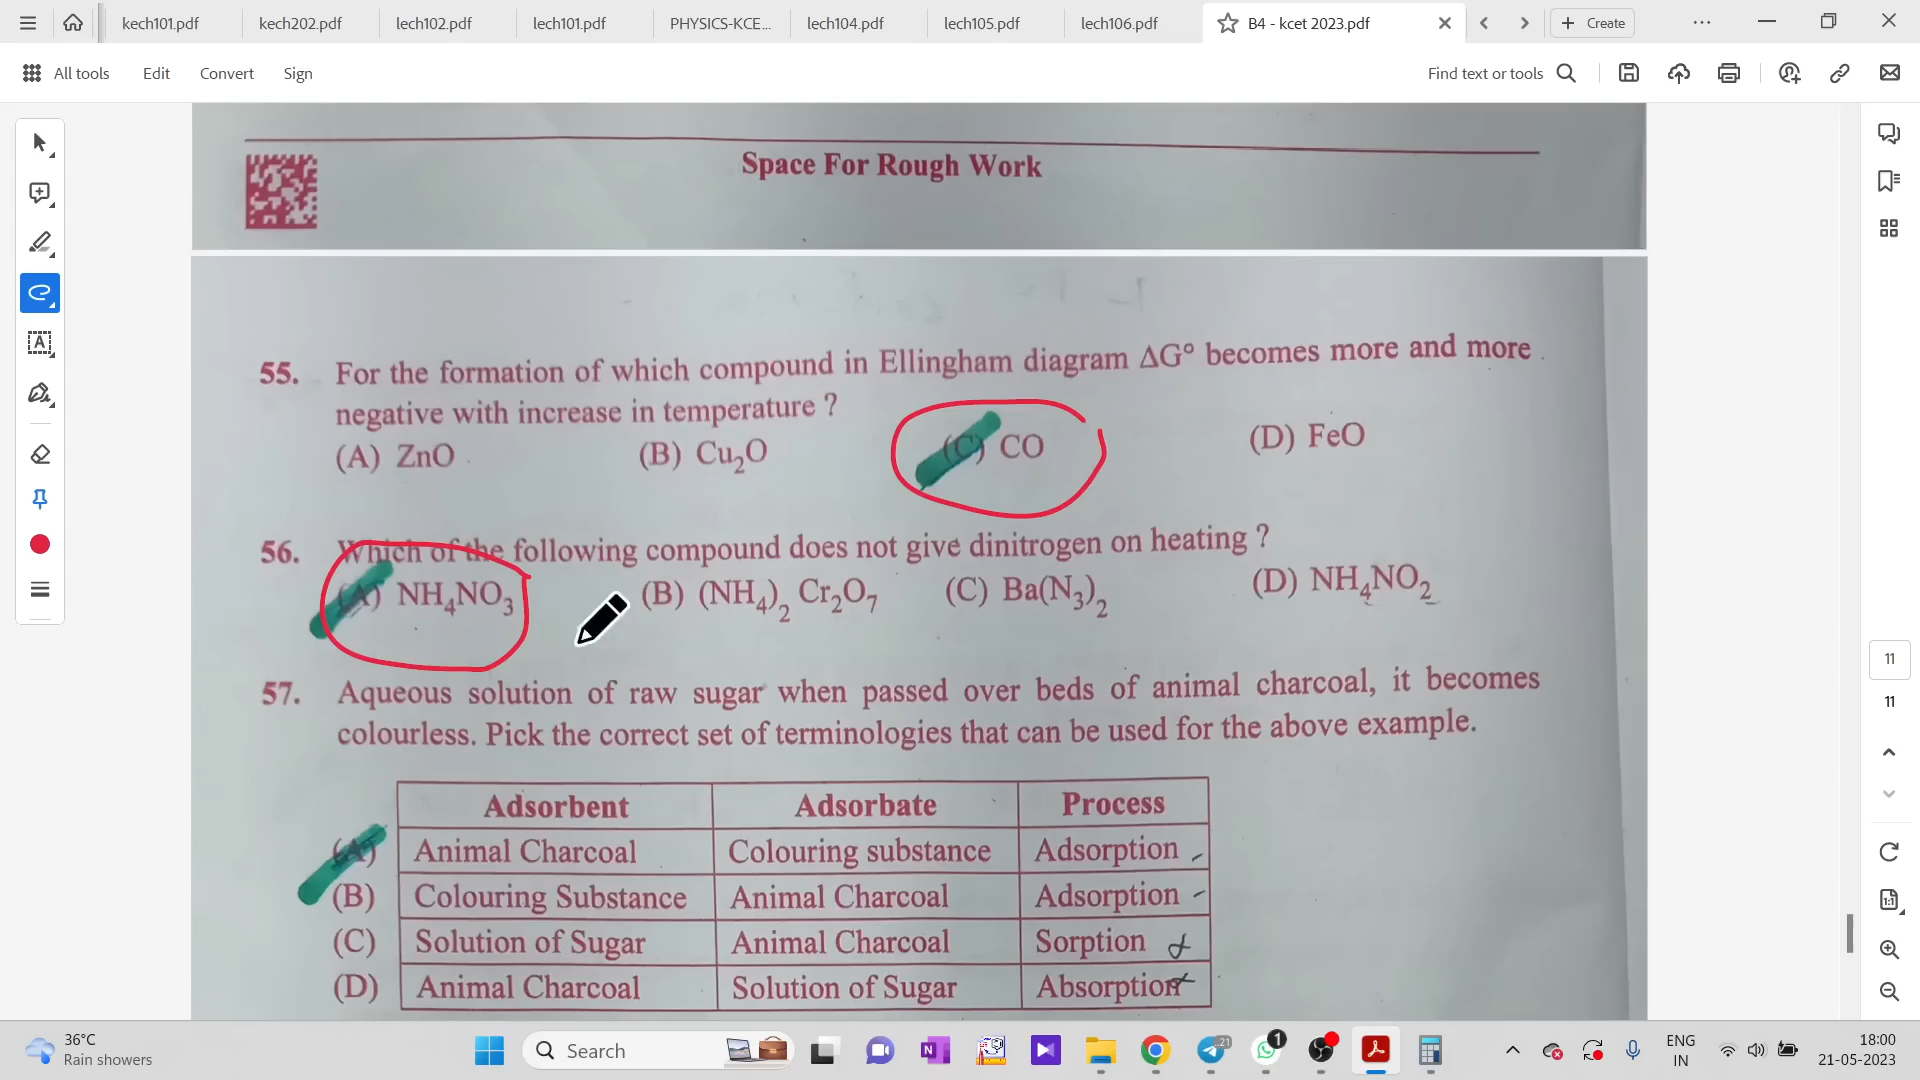 kech101.pdf kech202.pdf lech102.pdf lech101.pdf PHYSICS-KCE... lech104.pdf lech105.pdf lech106.pdf B4 - kcet 2023.pdf Create
All tools Edit Convert Sign Find text or tools
Space For Rough Work
55. For the formation of which compound in Ellingham diagram ΔG° becomes more and more
negative with increase in temperature ?
(A) ZnO (B) Cu₂O (C) CO (D) FeO
56. Which of the following compound does not give dinitrogen on heating ?
(A) NH₄NO₃ (B) (NH₄)₂ Cr₂O₇ (C) Ba(N₃)₂ (D) NH₄NO₂
11
11
57. Aqueous solution of raw sugar when passed over beds of animal charcoal, it becomes
colourless. Pick the correct set of terminologies that can be used for the above example.
Adsorbent Adsorbate Process
(A) Animal Charcoal Colouring substance Adsorption
(B) Colouring Substance Animal Charcoal Adsorption
(C) Solution of Sugar Animal Charcoal Sorption
(D) Animal Charcoal Solution of Sugar Absorption
1:1
36°C
Rain showers
Search
21
1
ENG
IN
18:00
21-05-2023